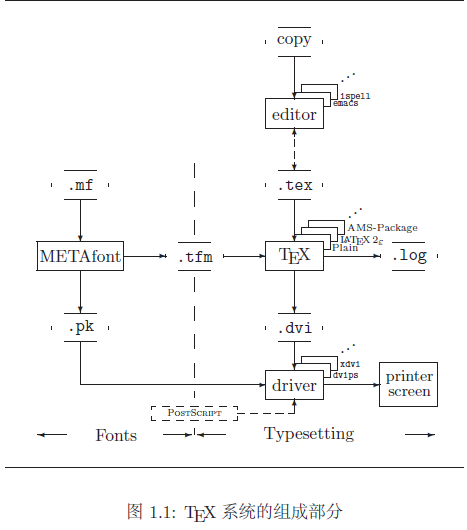 copy
ispell
emacs
editor
.mf
.tex
AMS-Package
LATEX 2ε
Plain
METAfont
.tfm
TEX
.log
.pk
.dvi
xdvi
dvips
driver
printer
screen
POSTSCRIPT
Fonts
Typesetting
图 1.1: TEX 系统的组成部分